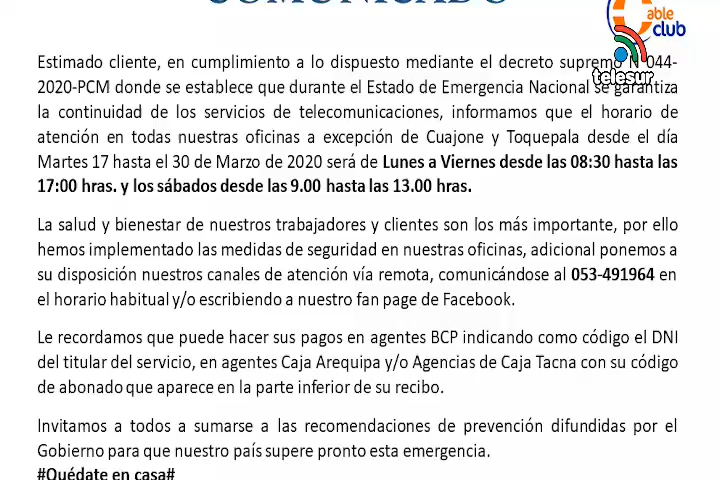 COMUNICADO
able
club
telesur
Estimado cliente, en cumplimiento a lo dispuesto mediante el decreto supremo N°044-
2020-PCM donde se establece que durante el Estado de Emergencia Nacional se garantiza
la continuidad de los servicios de telecomunicaciones, informamos que el horario de
atención en todas nuestras oficinas a excepción de Cuajone y Toquepala desde el día
Martes 17 hasta el 30 de Marzo de 2020 será de Lunes a Viernes desde las 08:30 hasta las
17:00 hras. y los sábados desde las 9.00 hasta las 13.00 hras.
La salud y bienestar de nuestros trabajadores y clientes son los más importante, por ello
hemos implementado las medidas de seguridad en nuestras oficinas, adicional ponemos a
su disposición nuestros canales de atención vía remota, comunicándose al 053-491964 en
el horario habitual y/o escribiendo a nuestro fan page de Facebook.
Le recordamos que puede hacer sus pagos en agentes BCP indicando como código el DNI
del titular del servicio, en agentes Caja Arequipa y/o Agencias de Caja Tacna con su código
de abonado que aparece en la parte inferior de su recibo.
Invitamos a todos a sumarse a las recomendaciones de prevención difundidas por el
Gobierno para que nuestro país supere pronto esta emergencia.
#Quédate en casa#